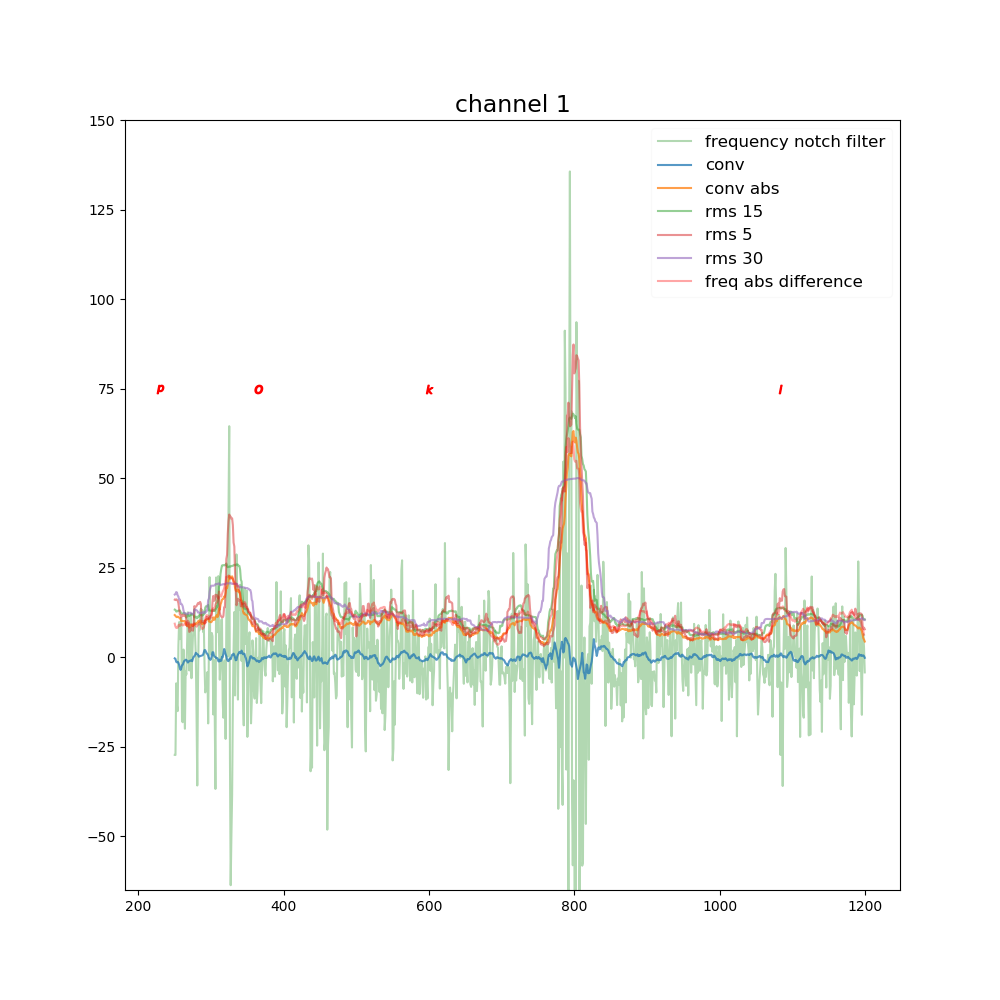 channel 1
150
125
100
75
50
25
0
−25
−50
frequency notch filter
conv
conv abs
rms 15
rms 5
rms 30
freq abs difference
p o k l
200 400 600 800 1000 1200